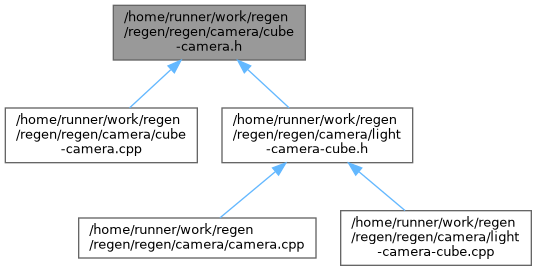 /home/runner/work/regen
/regen/regen/camera/cube
-camera.h
/home/runner/work/regen
/regen/regen/camera/cube
-camera.cpp
/home/runner/work/regen
/regen/regen/camera/light
-camera-cube.h
/home/runner/work/regen
/regen/regen/camera/camera.cpp
/home/runner/work/regen
/regen/regen/camera/light
-camera-cube.cpp